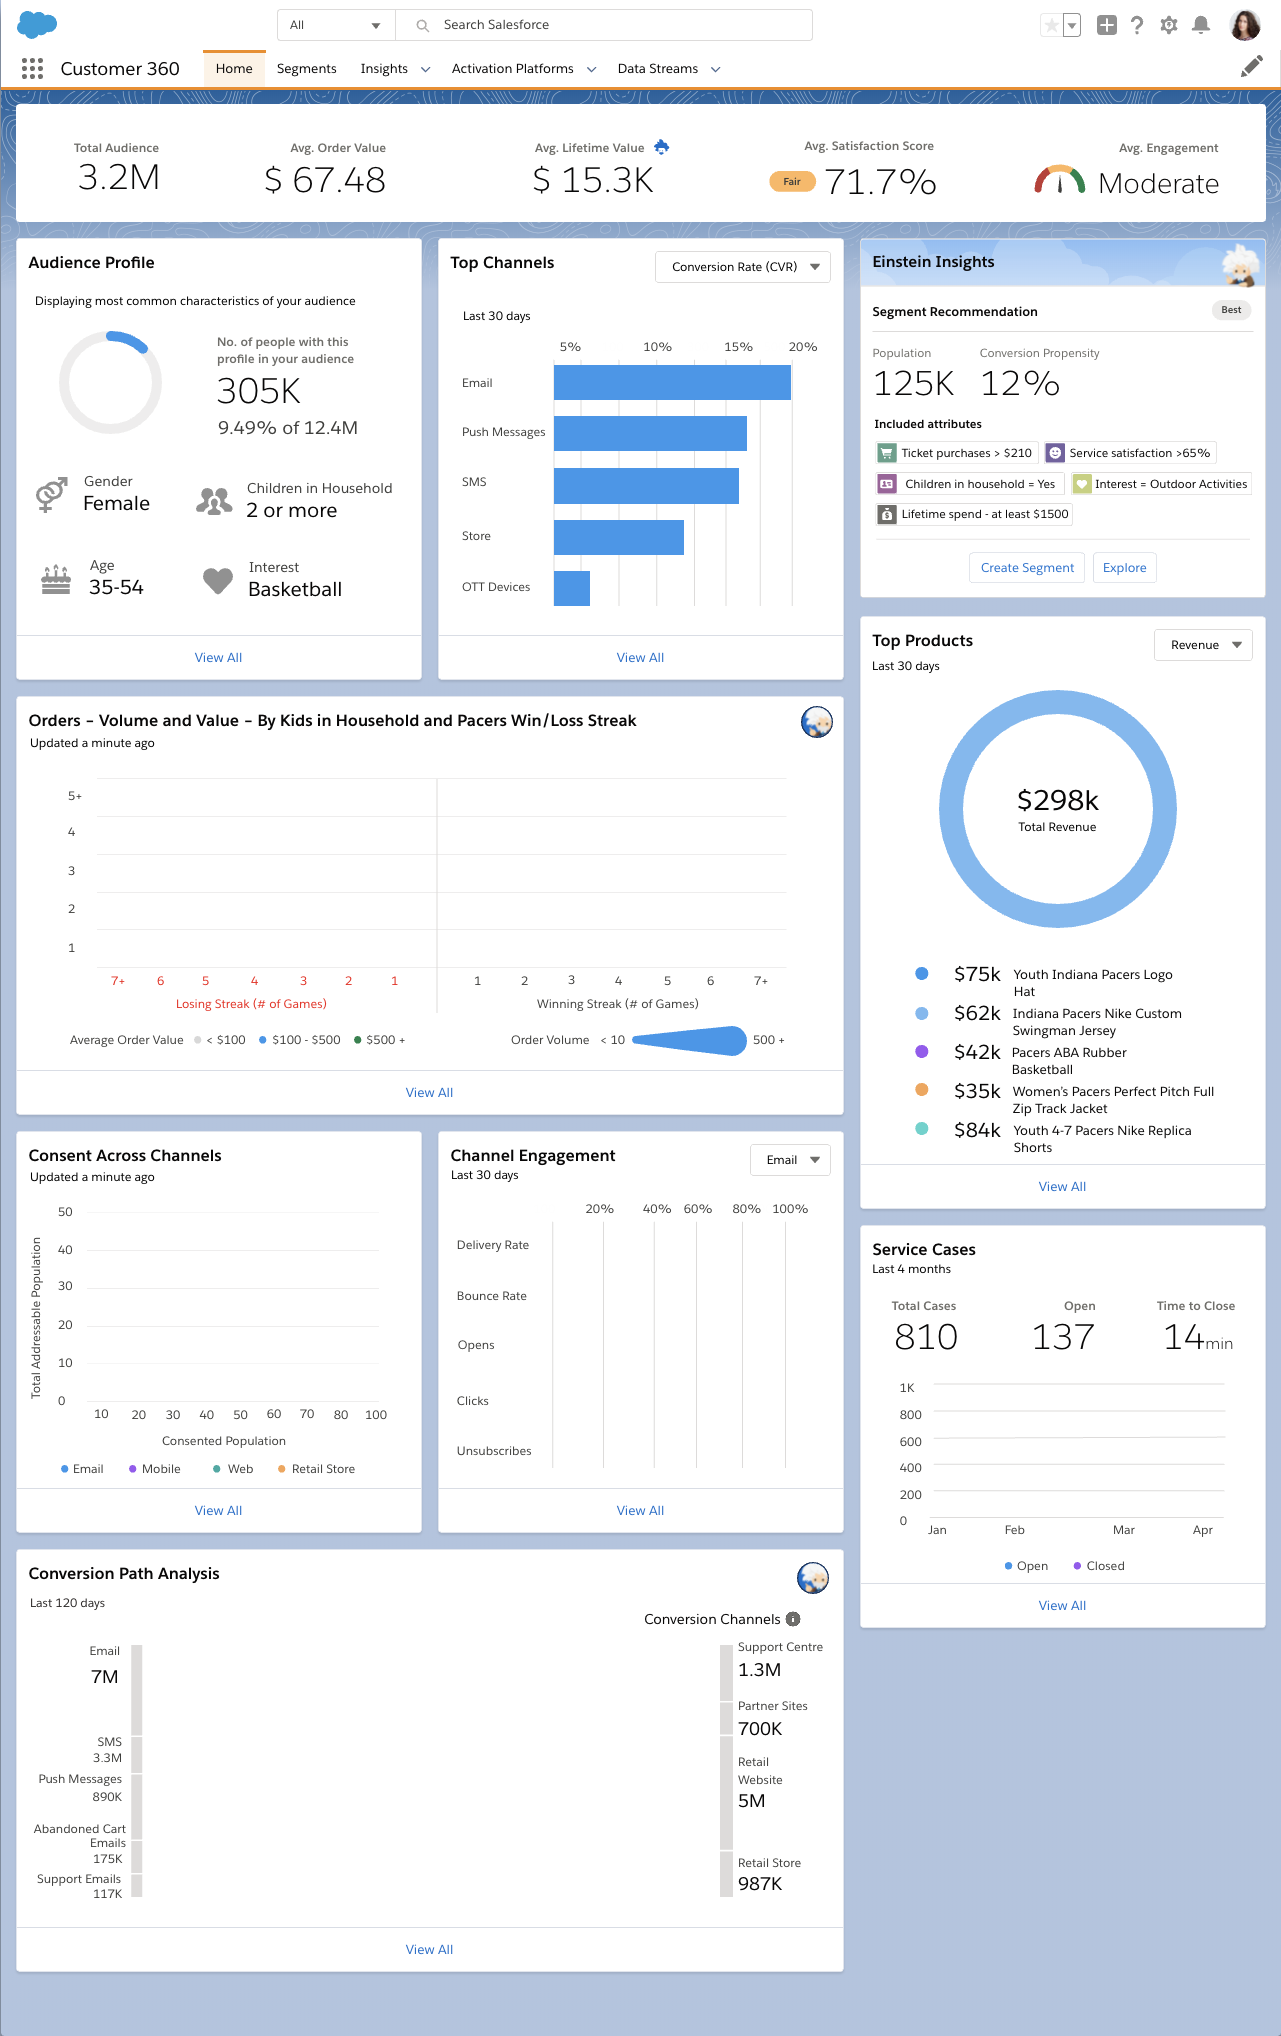 All
Search Salesforce
Customer 360
Home
Segments
Insights
Activation Platforms
Data Streams
Total Audience
3.2M
Avg. Order Value
$ 67.48
Avg. Lifetime Value
$ 15.3K
Avg. Satisfaction Score
Fair
71.7%
Avg. Engagement
Moderate
Audience Profile
Displaying most common characteristics of your audience
No. of people with this
profile in your audience
305K
9.49% of 12.4M
Gender
Female
Children in Household
2 or more
Age
35-54
Interest
Basketball
View All
Top Channels
Conversion Rate (CVR)
Last 30 days
5%
10%
15%
20%
Email
Push Messages
SMS
Store
OTT Devices
View All
Einstein Insights
Segment Recommendation
Best
Population
125K
Conversion Propensity
12%
Included attributes
Ticket purchases > $210
Service satisfaction >65%
Children in household = Yes
Interest = Outdoor Activities
Lifetime spend - at least $1500
Create Segment
Explore
Top Products
Revenue
Last 30 days
$298k
Total Revenue
$75k Youth Indiana Pacers Logo
Hat
$62k Indiana Pacers Nike Custom
Swingman Jersey
$42k Pacers ABA Rubber
Basketball
$35k Women's Pacers Perfect Pitch Full
Zip Track Jacket
$84k Youth 4-7 Pacers Nike Replica
Shorts
View All
Orders – Volume and Value – By Kids in Household and Pacers Win/Loss Streak
Updated a minute ago
5+
4
3
2
1
7+ 6 5 4 3 2 1
1 2 3 4 5 6 7+
Losing Streak (# of Games)
Winning Streak (# of Games)
Average Order Value
< $100
$100 - $500
$500 +
Order Volume
< 10
500 +
View All
Consent Across Channels
Updated a minute ago
Total Addressable Population
50
40
30
20
10
0
10 20 30 40 50 60 70 80 100
Consented Population
Email
Mobile
Web
Retail Store
View All
Channel Engagement
Email
Last 30 days
20% 40% 60% 80% 100%
Delivery Rate
Bounce Rate
Opens
Clicks
Unsubscribes
View All
Service Cases
Last 4 months
Total Cases
810
Open
137
Time to Close
14min
1K
800
600
400
200
0
Jan Feb Mar Apr
Open
Closed
View All
Conversion Path Analysis
Last 120 days
Conversion Channels
Email
7M
SMS
3.3M
Push Messages
890K
Abandoned Cart
Emails
175K
Support Emails
117K
Support Centre
1.3M
Partner Sites
700K
Retail
Website
5M
Retail Store
987K
View All